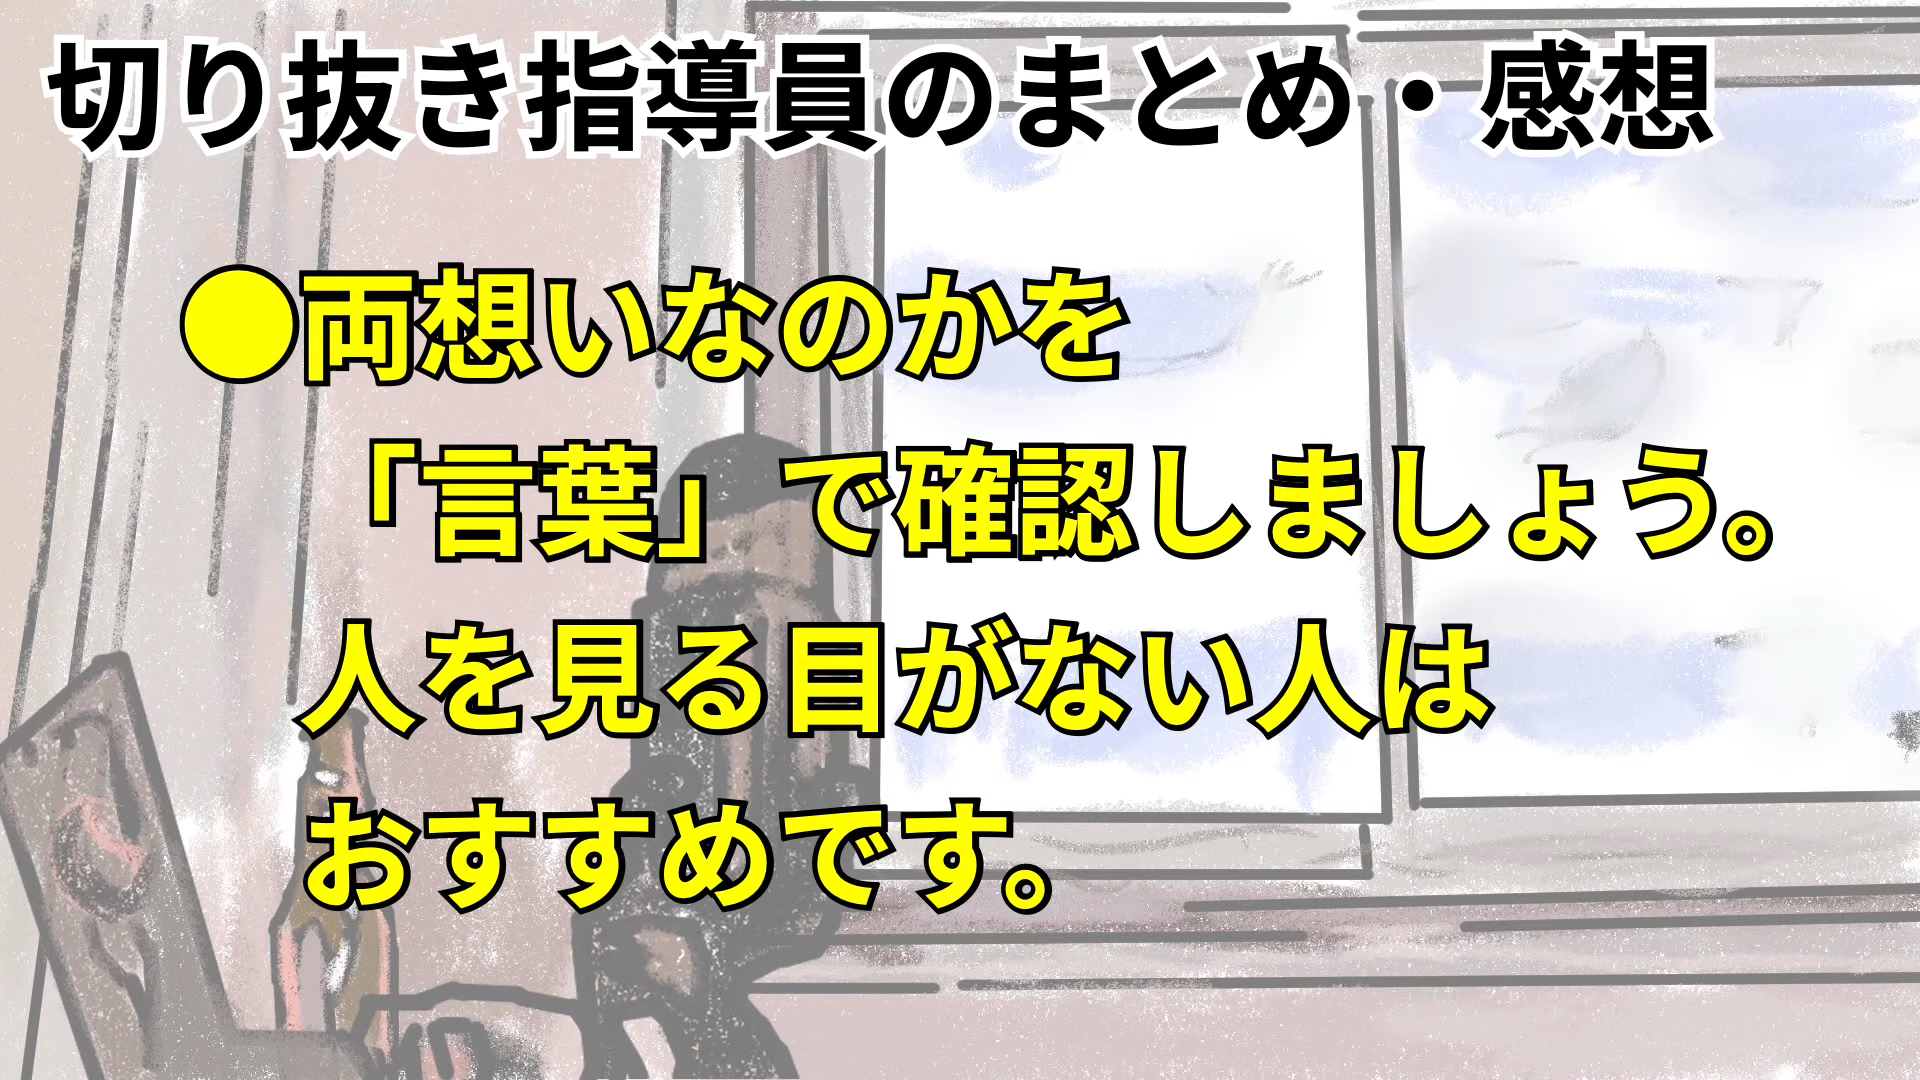 切り抜き指導員のまとめ・感想
●両想いなのかを
「言葉」で確認しましょう。
人を見る目がない人は
おすすめです。